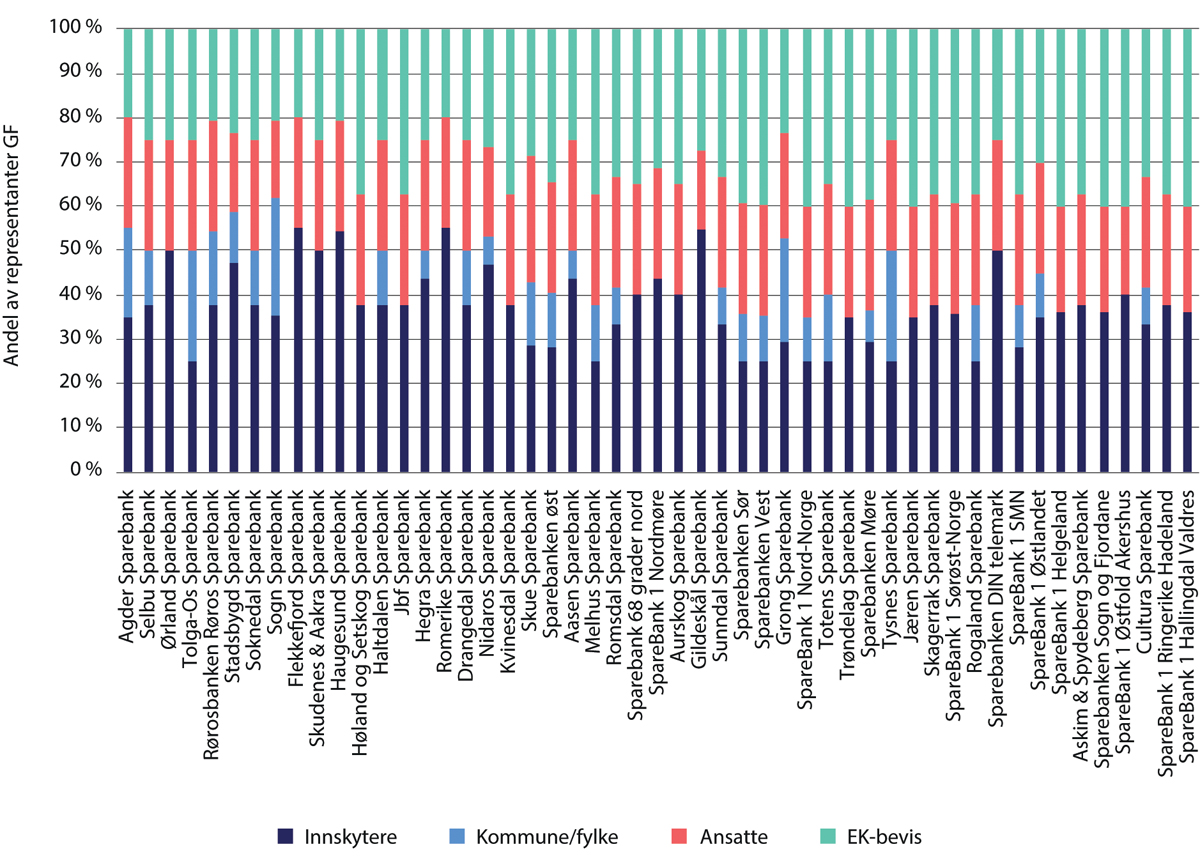 Andel av representanter GF
100 %
90 %
80 %
70 %
60 %
50 %
40 %
30 %
20 %
10 %
0 %
Agder Sparebank
Selbu Sparebank
Ørland Sparebank
Tolga-Os Sparebank
Rørosbanken Røros Sparebank
Stadsbygd Sparebank
Soknedal Sparebank
Sogn Sparebank
Flekkefjord Sparebank
Skudenes & Aakra Sparebank
Haugesund Sparebank
Høland og Setskog Sparebank
Haltdalen Sparebank
Jbf Sparebank
Hegra Sparebank
Romerike Sparebank
Drangedal Sparebank
Nidaros Sparebank
Kvinesdal Sparebank
Skue Sparebank
Sparebanken øst
Aasen Sparebank
Melhus Sparebank
Romsdal Sparebank
Sparebank 68 grader nord
SpareBank 1 Nordmøre
Aurskog Sparebank
Gildeskål Sparebank
Sunndal Sparebank
Sparebanken Sør
Sparebanken Vest
Grong Sparebank
SpareBank 1 Nord-Norge
Totens Sparebank
Trøndelag Sparebank
Sparebanken Møre
Tysnes Sparebank
Jæren Sparebank
Skagerrak Sparebank
SpareBank 1 Sørøst-Norge
Rogaland Sparebank
Sparebanken DIN telemark
SpareBank 1 SMN
SpareBank 1 Østlandet
SpareBank 1 Helgeland
Askim & Spydeberg Sparebank
Sparebanken Sogn og Fjordane
SpareBank 1 Østfold Akershus
Cultura Sparebank
SpareBank 1 Ringerike Hadeland
SpareBank 1 Hallingdal Valdres
Innskytere Kommune/fylke Ansatte EK-bevis